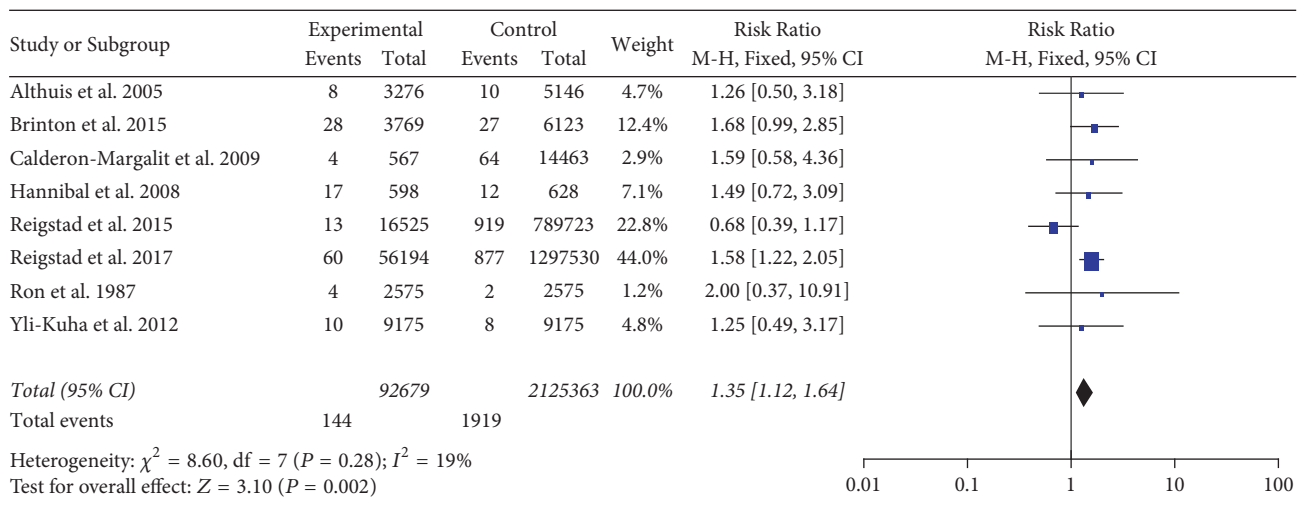 Study or Subgroup Experimental Control Weight Risk Ratio Risk Ratio
Events Total Events Total M-H, Fixed, 95% CI M-H, Fixed, 95% CI
Althuis et al. 2005 8 3276 10 5146 4.7% 1.26 [0.50, 3.18]
Brinton et al. 2015 28 3769 27 6123 12.4% 1.68 [0.99, 2.85]
Calderon-Margalit et al. 2009 4 567 64 14463 2.9% 1.59 [0.58, 4.36]
Hannibal et al. 2008 17 598 12 628 7.1% 1.49 [0.72, 3.09]
Reigstad et al. 2015 13 16525 919 789723 22.8% 0.68 [0.39, 1.17]
Reigstad et al. 2017 60 56194 877 1297530 44.0% 1.58 [1.22, 2.05]
Ron et al. 1987 4 2575 2 2575 1.2% 2.00 [0.37, 10.91]
Yli-Kuha et al. 2012 10 9175 8 9175 4.8% 1.25 [0.49, 3.17]
Total (95% CI) 92679 2125363 100.0% 1.35 [1.12, 1.64]
Total events 144 1919
Heterogeneity: χ² = 8.60, df = 7 (P = 0.28); I² = 19%
Test for overall effect: Z = 3.10 (P = 0.002)
0.01 0.1 1 10 100